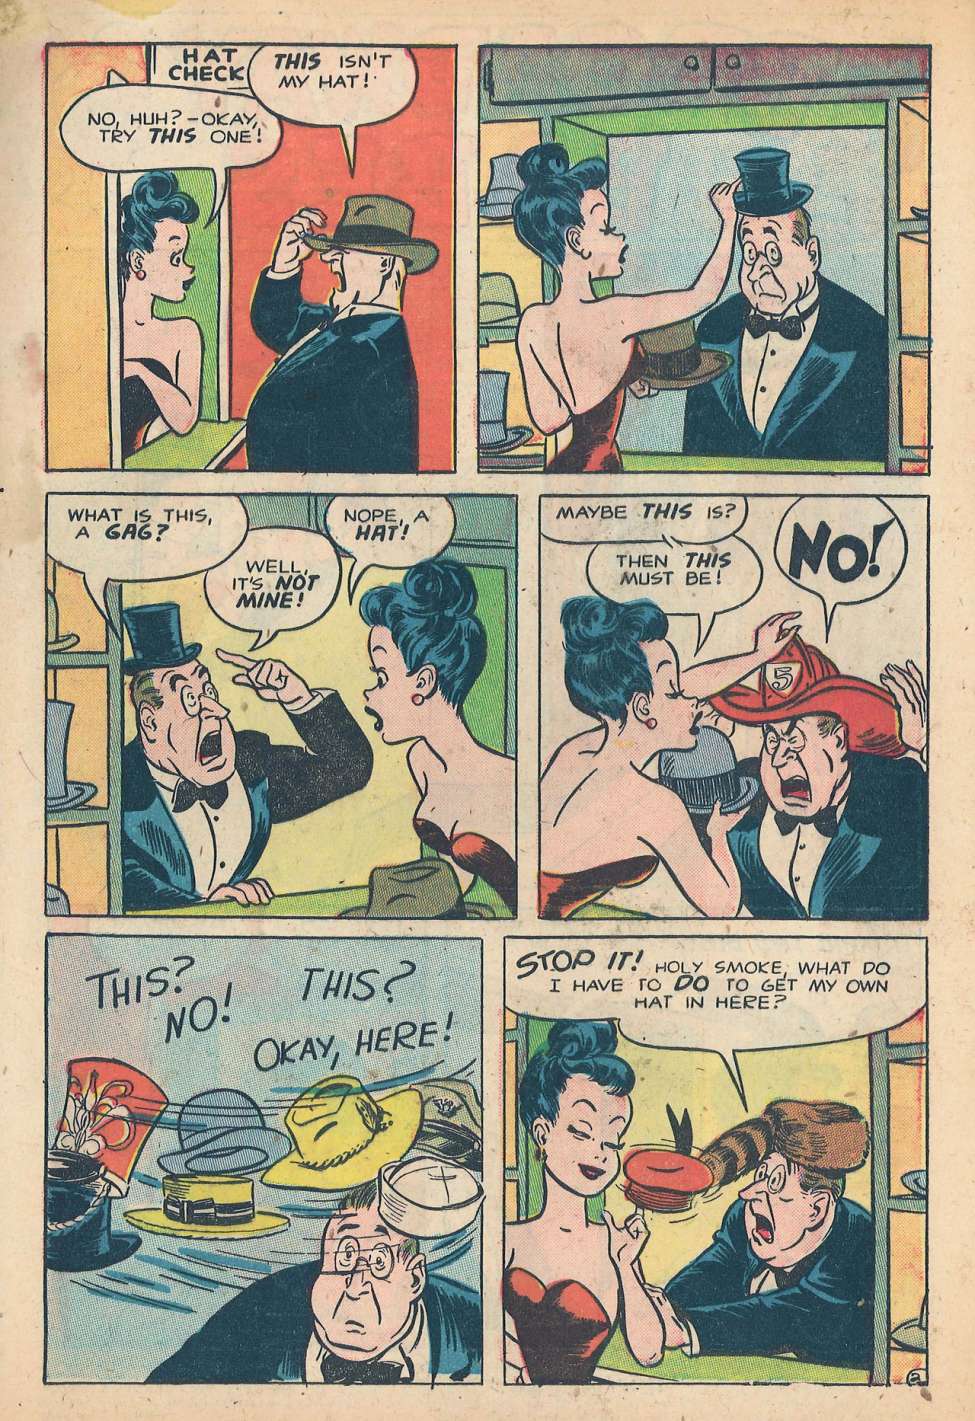 HAT
CHECK
THIS ISN'T
MY HAT!
NO, HUH? - OKAY,
TRY THIS ONE!
WHAT IS THIS,
A GAG?
WELL,
IT'S NOT
MINE!
NOPE, A
HAT!
MAYBE THIS IS?
THEN THIS
MUST BE!
NO!
5
THIS?
NO!
THIS?
OKAY, HERE!
STOP IT! HOLY SMOKE, WHAT DO
I HAVE TO DO TO GET MY OWN
HAT IN HERE?
2